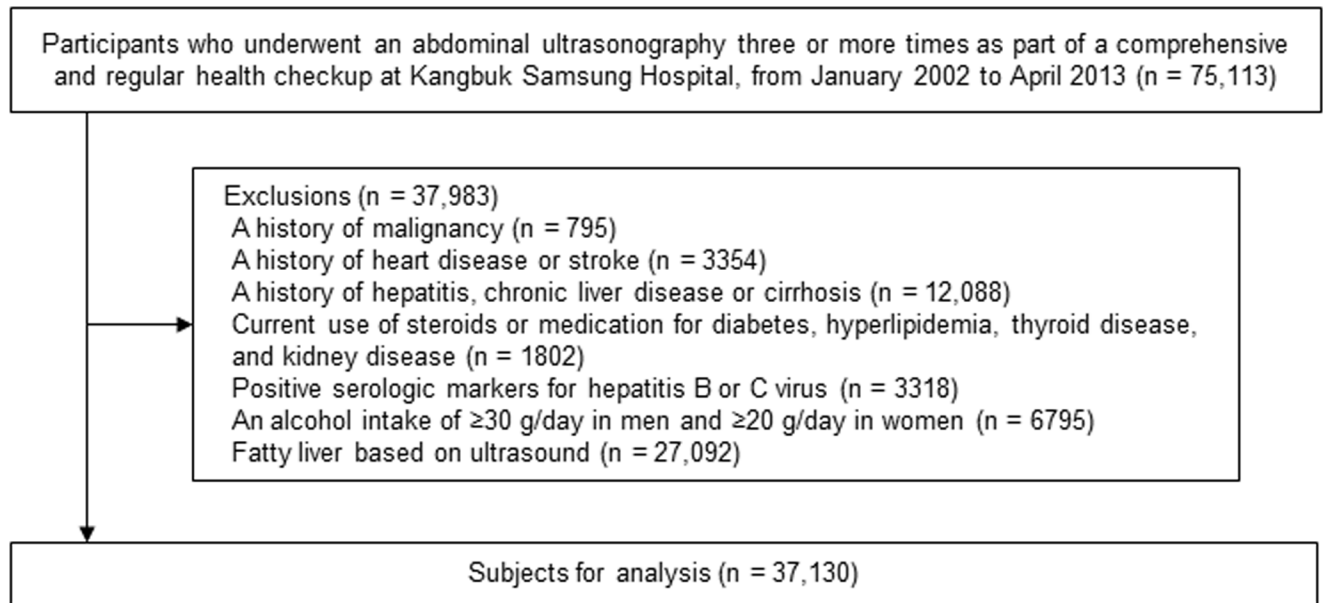 Participants who underwent an abdominal ultrasonography three or more times as part of a comprehensive
and regular health checkup at Kangbuk Samsung Hospital, from January 2002 to April 2013 (n = 75,113)
Exclusions (n = 37,983)
A history of malignancy (n = 795)
A history of heart disease or stroke (n = 3354)
A history of hepatitis, chronic liver disease or cirrhosis (n = 12,088)
Current use of steroids or medication for diabetes, hyperlipidemia, thyroid disease,
and kidney disease (n = 1802)
Positive serologic markers for hepatitis B or C virus (n = 3318)
An alcohol intake of ≥30 g/day in men and ≥20 g/day in women (n = 6795)
Fatty liver based on ultrasound (n = 27,092)
Subjects for analysis (n = 37,130)